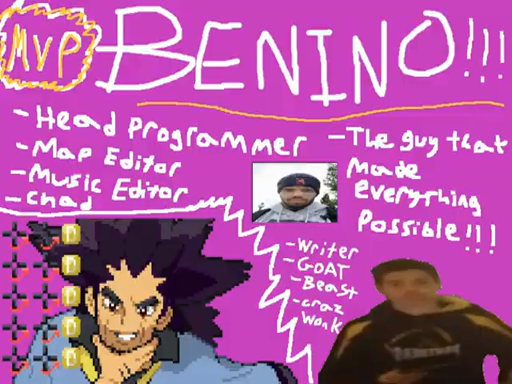 MVP
BENINO!!!
-Head Programmer
-Map Editor
-Music Editor
-Chad
-The guy that
made
everything
Possible!!!
-Writer
-GOAT
-Beast
-craz
work